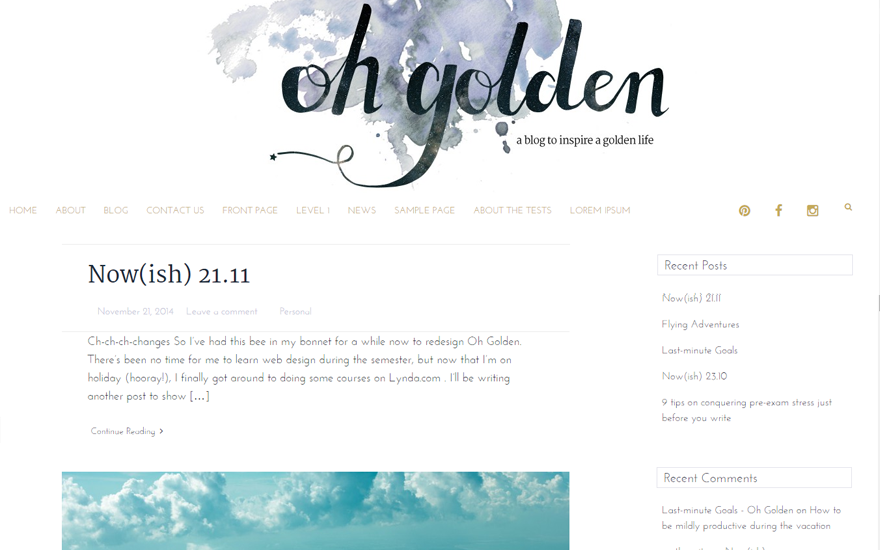 oh golden
a blog to inspire a golden life
HOME ABOUT BLOG CONTACT US FRONT PAGE LEVEL 1 NEWS SAMPLE PAGE ABOUT THE TESTS LOREM IPSUM
Now(ish) 21.11
November 21, 2014 Leave a comment Personal
Ch-ch-ch-changes So I've had this bee in my bonnet for a while now to redesign Oh Golden.
There's been no time for me to learn web design during the semester, but now that I'm on
holiday (hooray!), I finally got around to doing some courses on Lynda.com . I'll be writing
another post to show […]
Continue Reading
Recent Posts
Now(ish) 21.11
Flying Adventures
Last-minute Goals
Now(ish) 23.10
9 tips on conquering pre-exam stress just
before you write
Recent Comments
Last-minute Goals - Oh Golden on How to
be mildly productive during the vacation